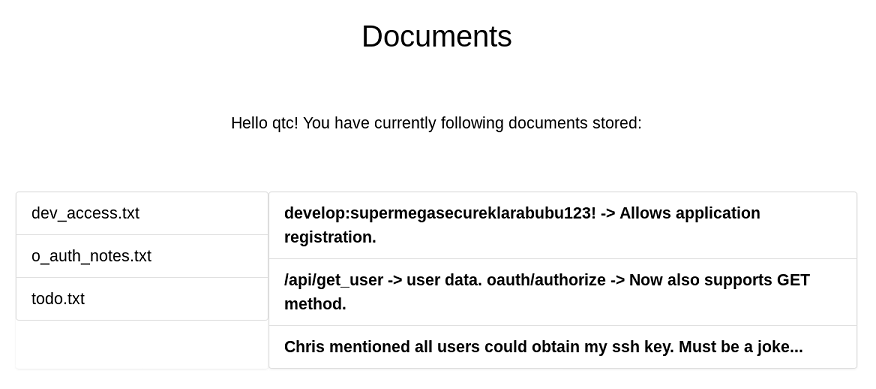 Documents
Hello qtc! You have currently following documents stored:
dev_access.txt
o_auth_notes.txt
todo.txt
develop:supermegasecureklarabubu123! -> Allows application
registration.
/api/get_user -> user data. oauth/authorize -> Now also supports GET
method.
Chris mentioned all users could obtain my ssh key. Must be a joke...